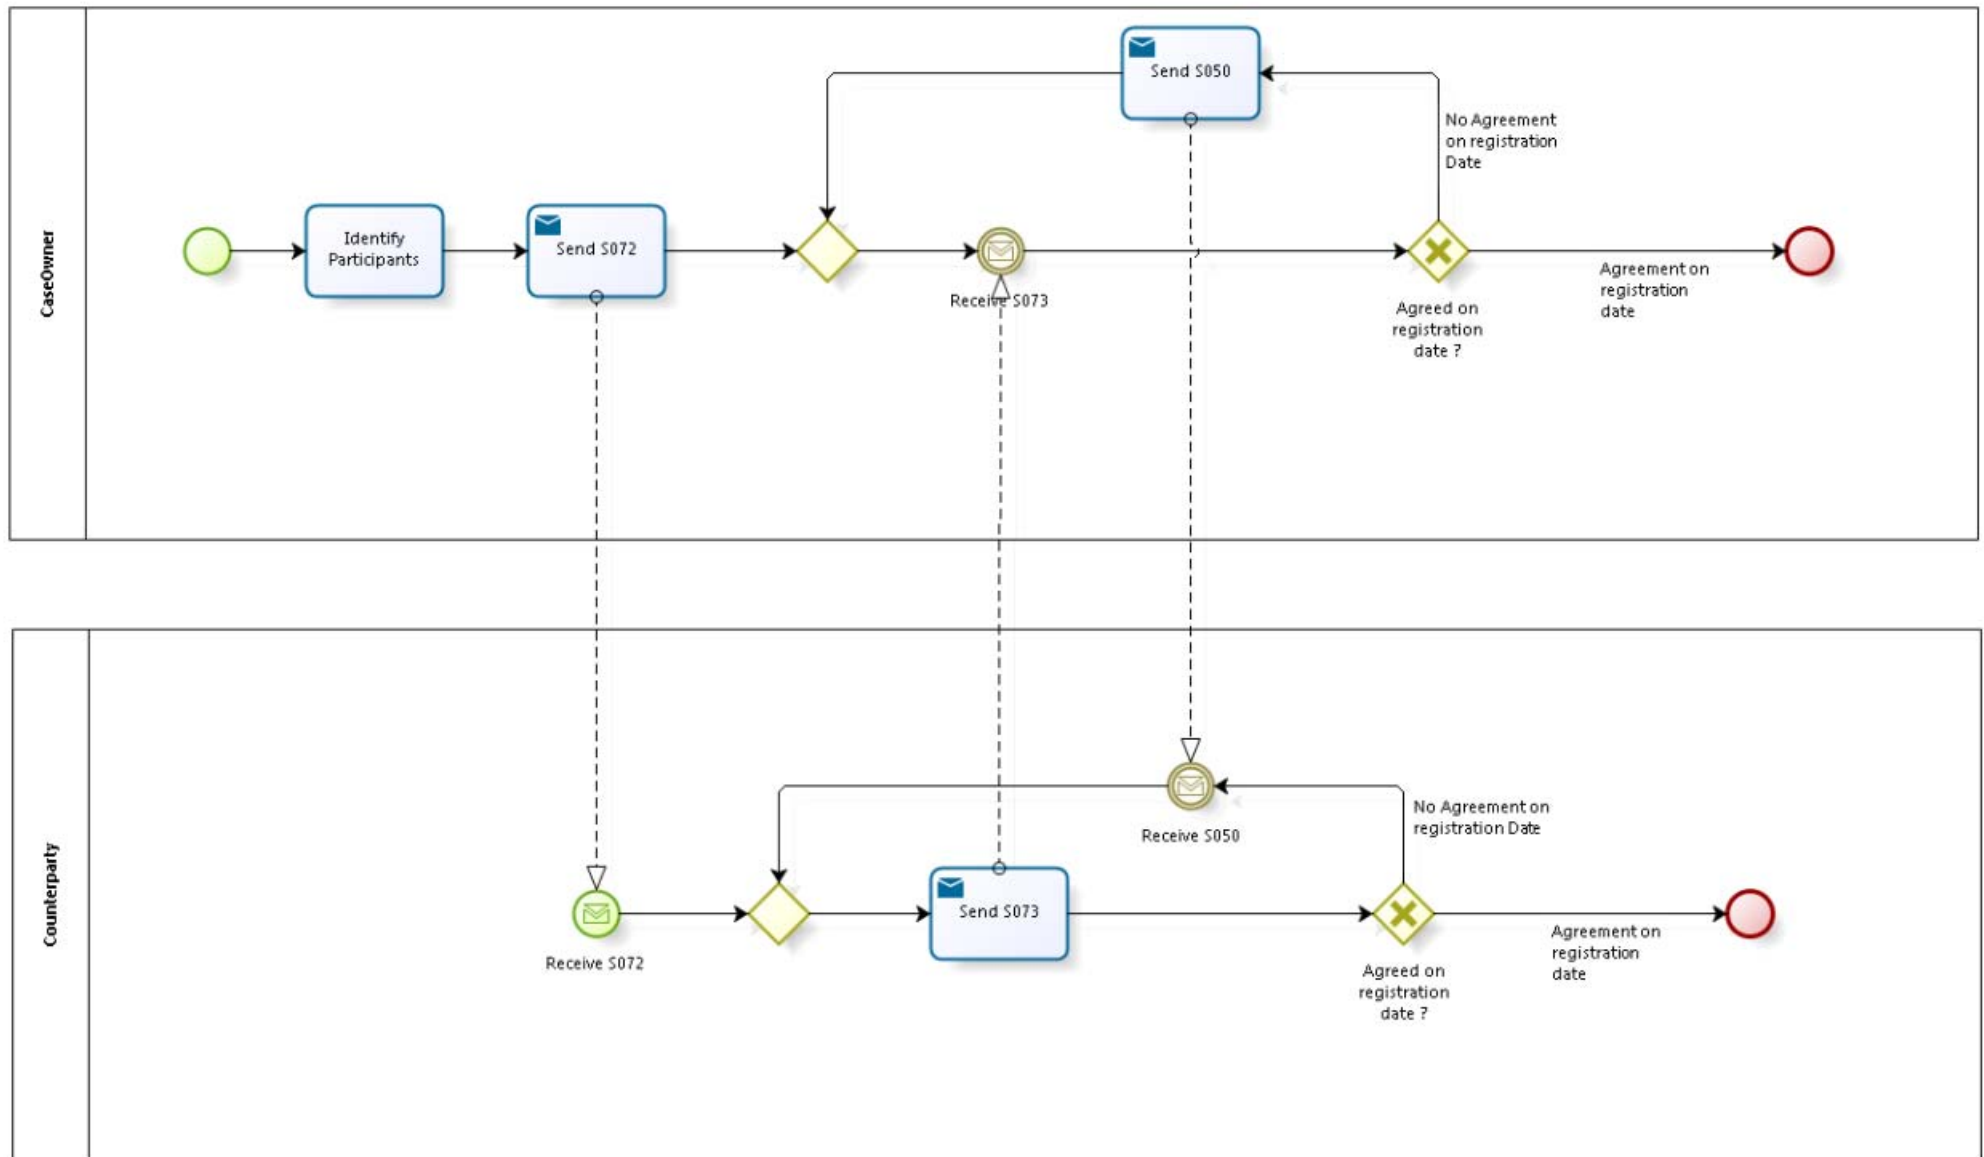 CaseOwner
Identify
Participants
Send S072
Receive S073
Send S050
No Agreement
on registration
Date
Agreed on
registration
date ?
Agreement on
registration
date
Counterparty
Receive S072
Send S073
Receive S050
No Agreement on
registration Date
Agreed on
registration
date ?
Agreement on
registration
date